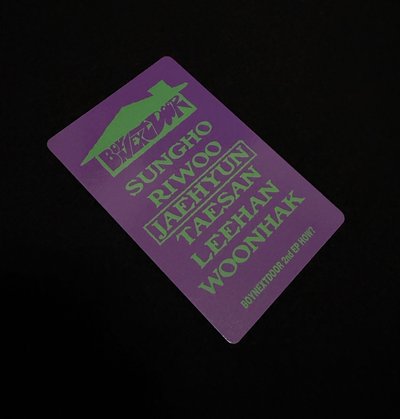 BOYNEXTDOOR
SUNGHO
RIWOO
JAEHYUN
TAESAN
LEEHAN
WOONHAK
BOYNEXTDOOR 2nd EP HOW?